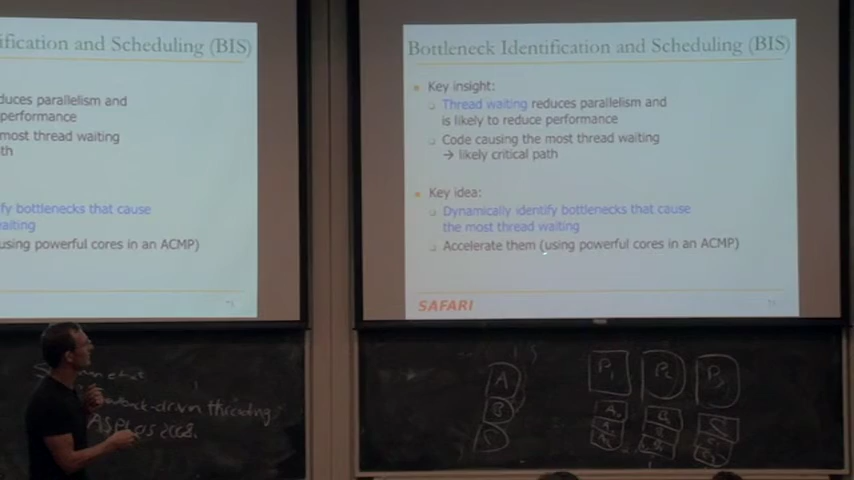 ification and Scheduling (BIS)
duces parallelism and
performance
most thread waiting
th
fy bottlenecks that cause
waiting
using powerful cores in an ACMP)
Bottleneck Identification and Scheduling (BIS)
Key insight:
Thread waiting reduces parallelism and
is likely to reduce performance
Code causing the most thread waiting
→ likely critical path
Key idea:
Dynamically identify bottlenecks that cause
the most thread waiting
Accelerate them (using powerful cores in an ACMP)
SAFARI
-driven threading
ASPLOS 2008.
A
B
C
P1 P2 P3